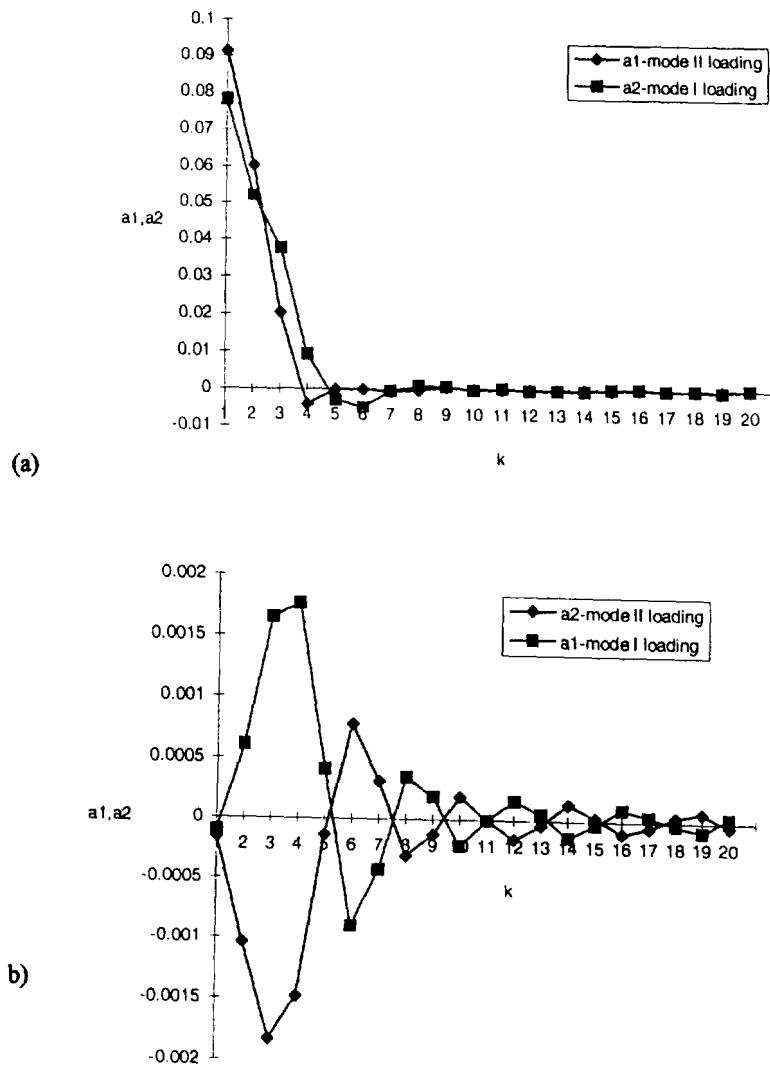 0.1
0.09
0.08
0.07
0.06
0.05
0.04
0.03
0.02
0.01
0
-0.01
a1,a2
a1-mode II loading
a2-mode I loading
1 2 3 4 5 6 7 8 9 10 11 12 13 14 15 16 17 18 19 20
k
(a)
0.002
0.0015
0.001
0.0005
0
-0.0005
-0.001
-0.0015
-0.002
a1,a2
a2-mode II loading
a1-mode I loading
2 3 4 5 6 7 8 9 10 11 12 13 14 15 16 17 18 19 20
k
b)